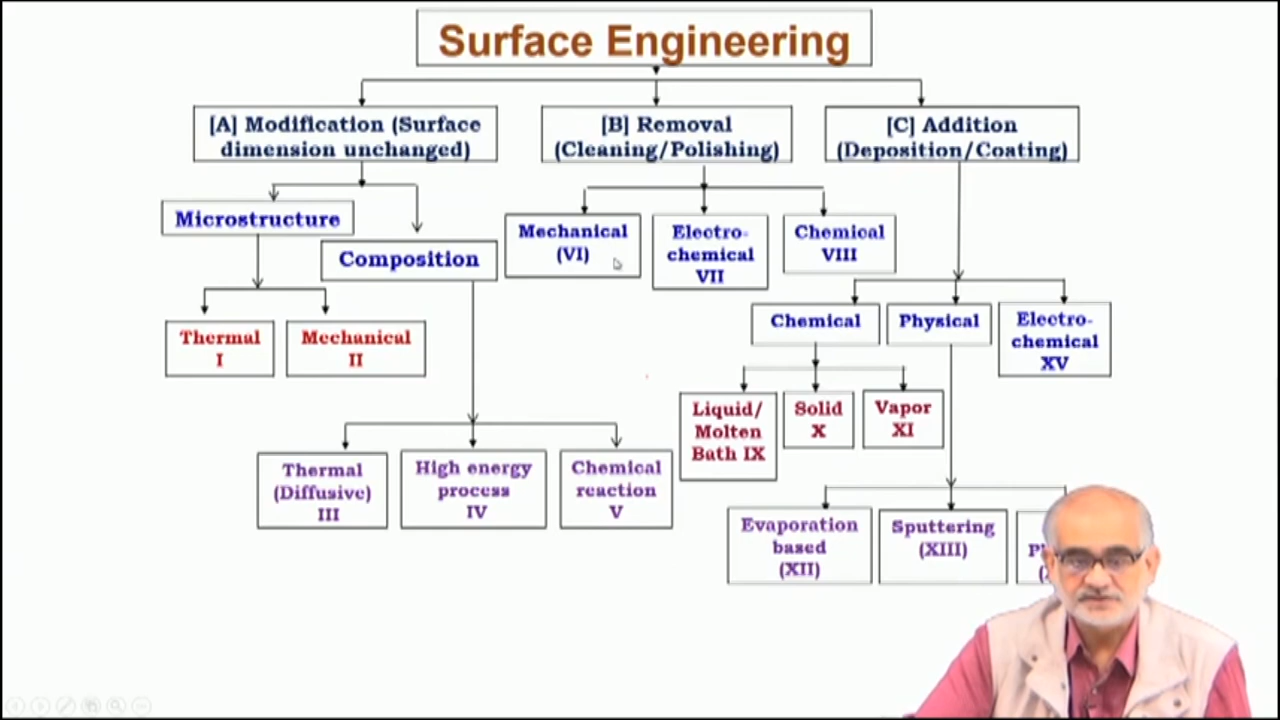 Surface Engineering
[A] Modification (Surface
dimension unchanged)
[B] Removal
(Cleaning/Polishing)
[C] Addition
(Deposition/Coating)
Microstructure
Composition
Mechanical
(VI)
Electro-
chemical
VII
Chemical
VIII
Thermal
I
Mechanical
II
Chemical
Physical
Electro-
chemical
XV
Liquid/
Molten
Bath IX
Solid
X
Vapor
XI
Thermal
(Diffusive)
III
High energy
process
IV
Chemical
reaction
V
Evaporation
based
(XII)
Sputtering
(XIII)